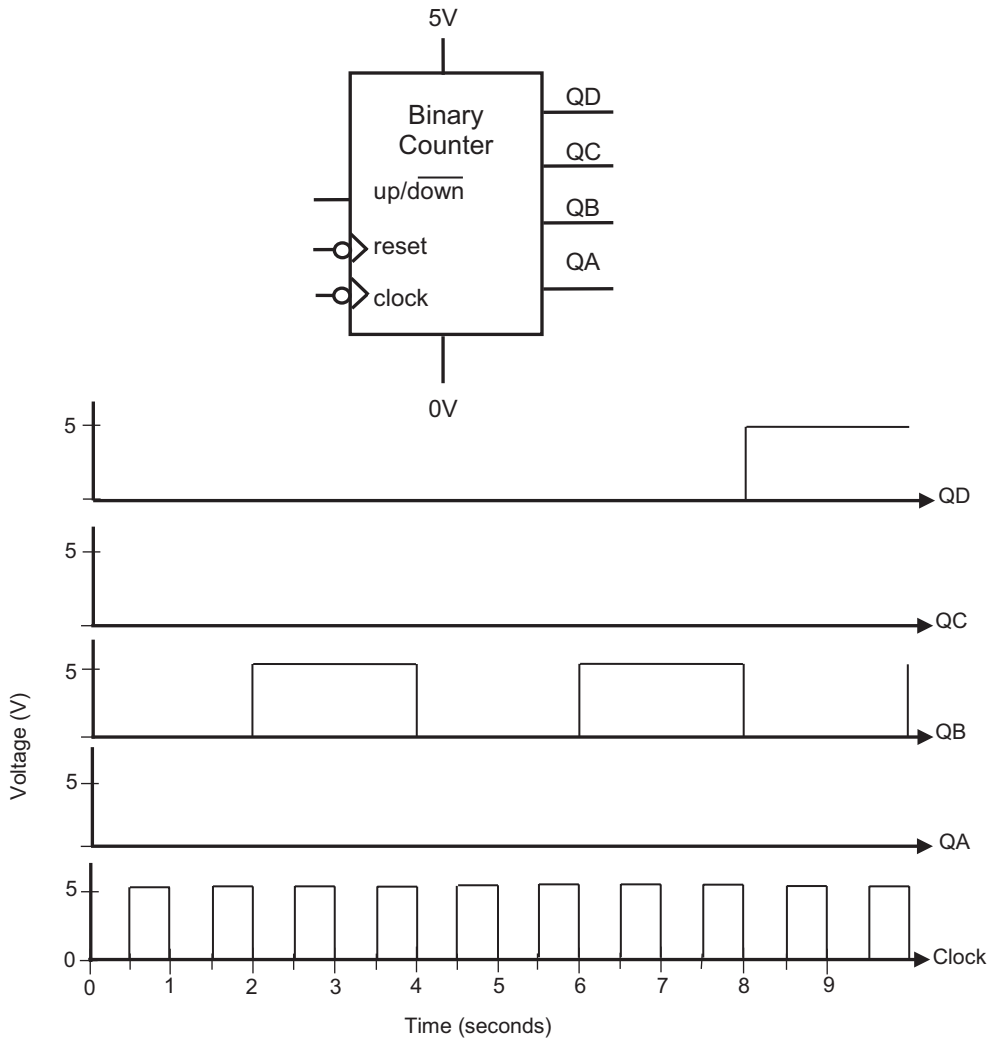 5V
Binary
Counter
up/down
reset
clock
QD
QC
QB
QA
0V
5
QD
5
QC
5
QB
5
QA
5
0
Clock
0 1 2 3 4 5 6 7 8 9
Time (seconds)
Voltage (V)